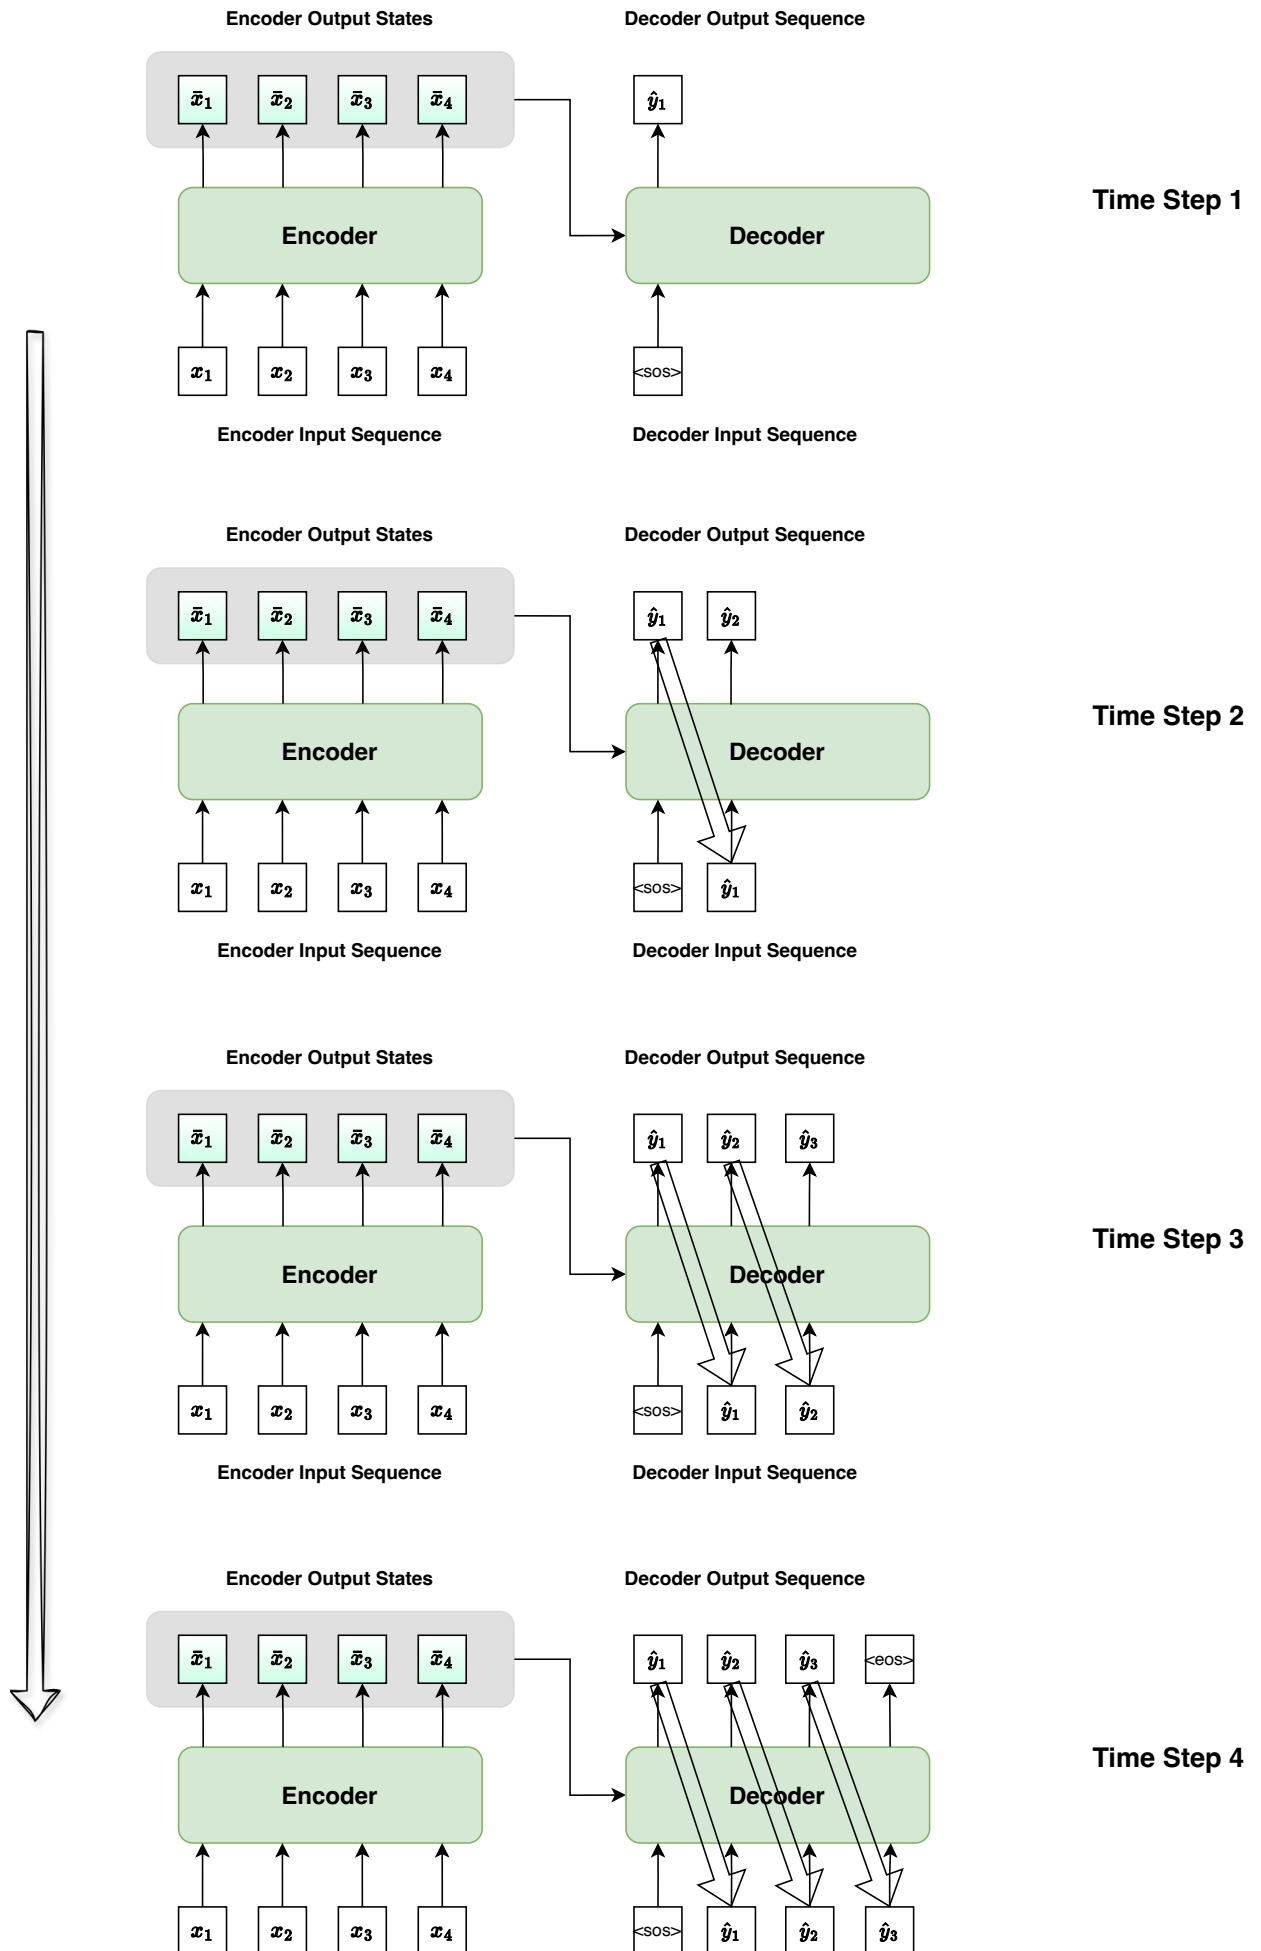 Encoder Output States Decoder Output Sequence
x̄₁ x̄₂ x̄₃ x̄₄ ŷ₁
Time Step 1
Encoder Decoder
x₁ x₂ x₃ x₄ <sos>
Encoder Input Sequence Decoder Input Sequence
Encoder Output States Decoder Output Sequence
x̄₁ x̄₂ x̄₃ x̄₄ ŷ₁ ŷ₂
Time Step 2
Encoder Decoder
x₁ x₂ x₃ x₄ <sos> ŷ₁
Encoder Input Sequence Decoder Input Sequence
Encoder Output States Decoder Output Sequence
x̄₁ x̄₂ x̄₃ x̄₄ ŷ₁ ŷ₂ ŷ₃
Time Step 3
Encoder Decoder
x₁ x₂ x₃ x₄ <sos> ŷ₁ ŷ₂
Encoder Input Sequence Decoder Input Sequence
Encoder Output States Decoder Output Sequence
x̄₁ x̄₂ x̄₃ x̄₄ ŷ₁ ŷ₂ ŷ₃ <eos>
Time Step 4
Encoder Decoder
x₁ x₂ x₃ x₄ <sos> ŷ₁ ŷ₂ ŷ₃